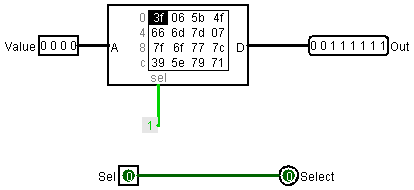 0 3f 06 5b 4f
4 66 6d 7d 07
Value 0 0 0 0 A 8 7f 6f 77 7c D 0 0 1 1 1 1 1 1 Out
c 39 5e 79 71
sel
1
Sel 0 0 Select